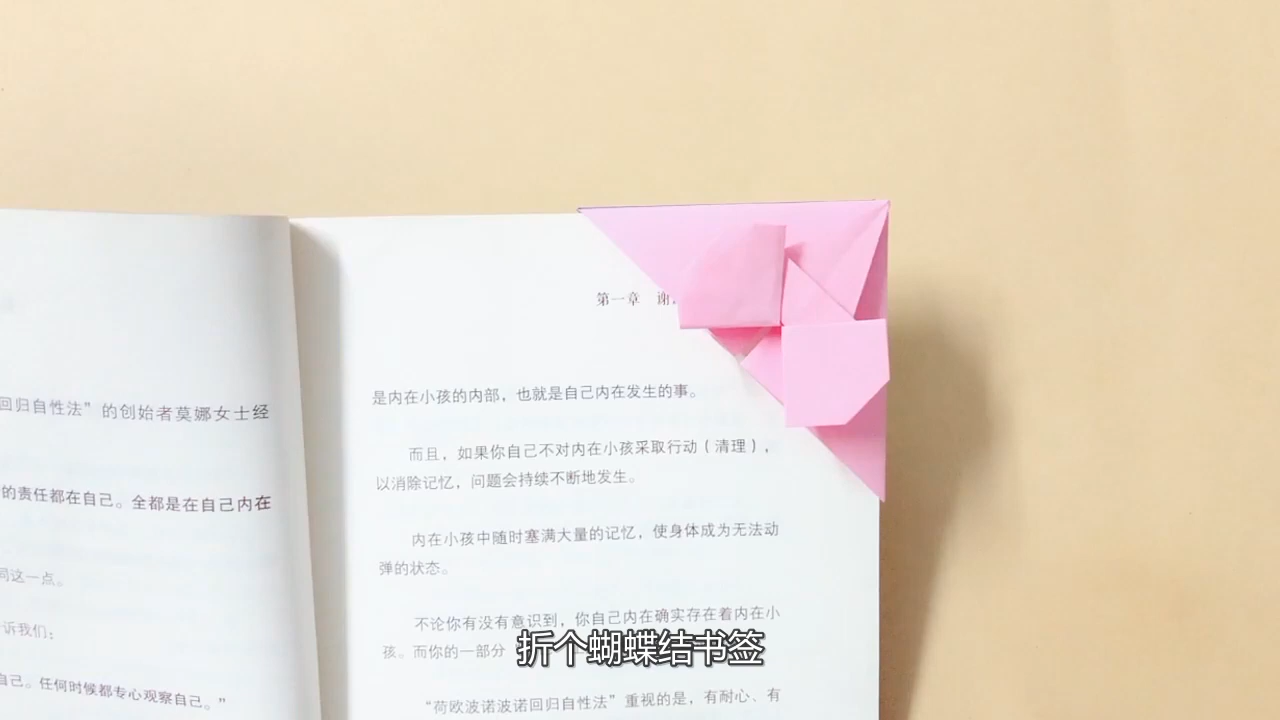 回归自性法”的创始者莫娜女士经
的责任都在自己。全都是在自己内在
同这一点。
诉我们：
自己。任何时候都专心观察自己。”
第一章 谢
是内在小孩的内部，也就是自己内在发生的事。
而且，如果你自己不对内在小孩采取行动（清理），
以消除记忆，问题会持续不断地发生。
内在小孩中随时塞满大量的记忆，使身体成为无法动
弹的状态。
不论你有没有意识到，你自己内在确实存在着内在小
孩。而你的一部分
“荷欧波诺波诺回归自性法”重视的是，有耐心、有
折个蝴蝶结书签